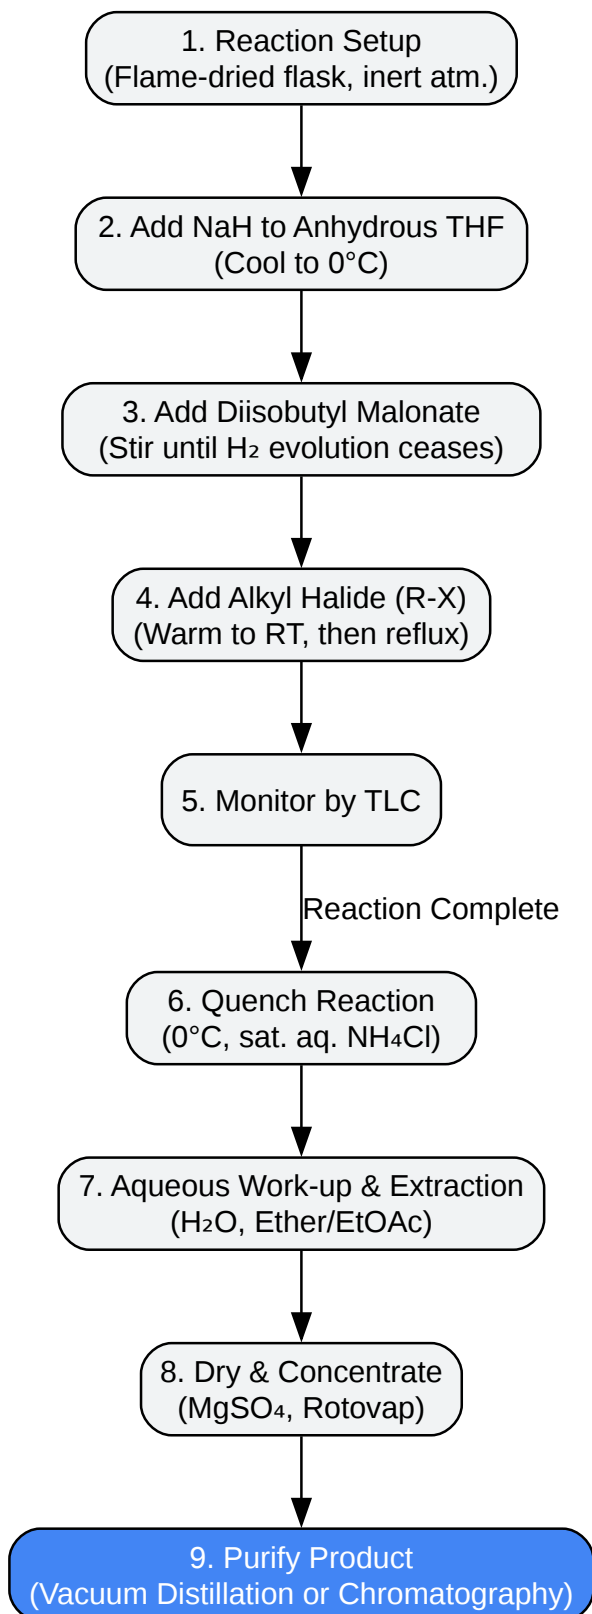 1. Reaction Setup
(Flame-dried flask, inert atm.)
2. Add NaH to Anhydrous THF
(Cool to 0°C)
3. Add Diisobutyl Malonate
(Stir until H₂ evolution ceases)
4. Add Alkyl Halide (R-X)
(Warm to RT, then reflux)
5. Monitor by TLC
Reaction Complete
6. Quench Reaction
(0°C, sat. aq. NH₄Cl)
7. Aqueous Work-up & Extraction
(H₂O, Ether/EtOAc)
8. Dry & Concentrate
(MgSO₄, Rotovap)
9. Purify Product
(Vacuum Distillation or Chromatography)